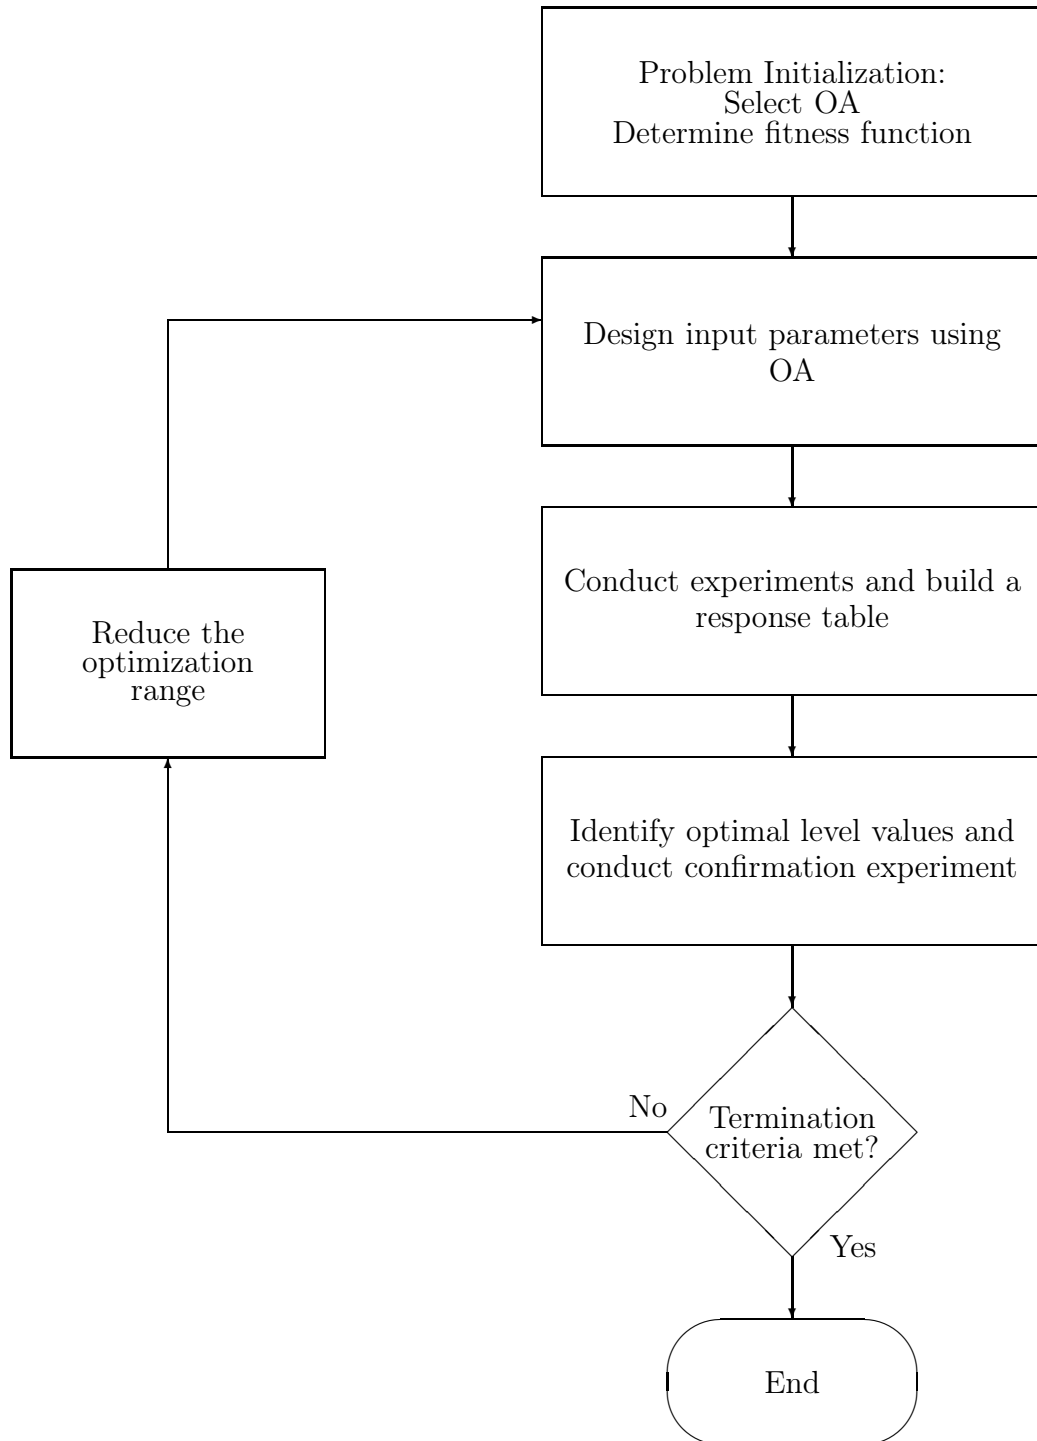 Problem Initialization:
Select OA
Determine fitness function
Design input parameters using
OA
Conduct experiments and build a
response table
Reduce the
optimization
range
Identify optimal level values and
conduct confirmation experiment
No
Termination
criteria met?
Yes
End